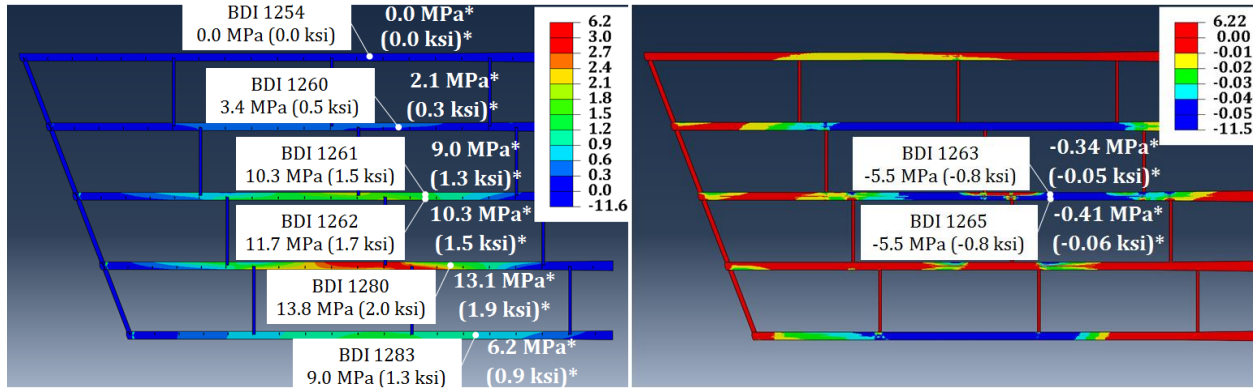 BDI 1254
0.0 MPa (0.0 ksi)
0.0 MPa*
(0.0 ksi)*
BDI 1260
3.4 MPa (0.5 ksi)
2.1 MPa*
(0.3 ksi)*
BDI 1261
10.3 MPa (1.5 ksi)
9.0 MPa*
(1.3 ksi)*
BDI 1262
11.7 MPa (1.7 ksi)
10.3 MPa*
(1.5 ksi)*
BDI 1280
13.8 MPa (2.0 ksi)
13.1 MPa*
(1.9 ksi)*
BDI 1283
9.0 MPa (1.3 ksi)
6.2 MPa*
(0.9 ksi)*
6.2
3.0
2.7
2.4
2.1
1.8
1.5
1.2
0.9
0.6
0.3
0.0
-11.6
BDI 1263
-5.5 MPa (-0.8 ksi)
-0.34 MPa*
(-0.05 ksi)*
BDI 1265
-5.5 MPa (-0.8 ksi)
-0.41 MPa*
(-0.06 ksi)*
6.22
0.00
-0.01
-0.02
-0.03
-0.04
-0.05
-11.5